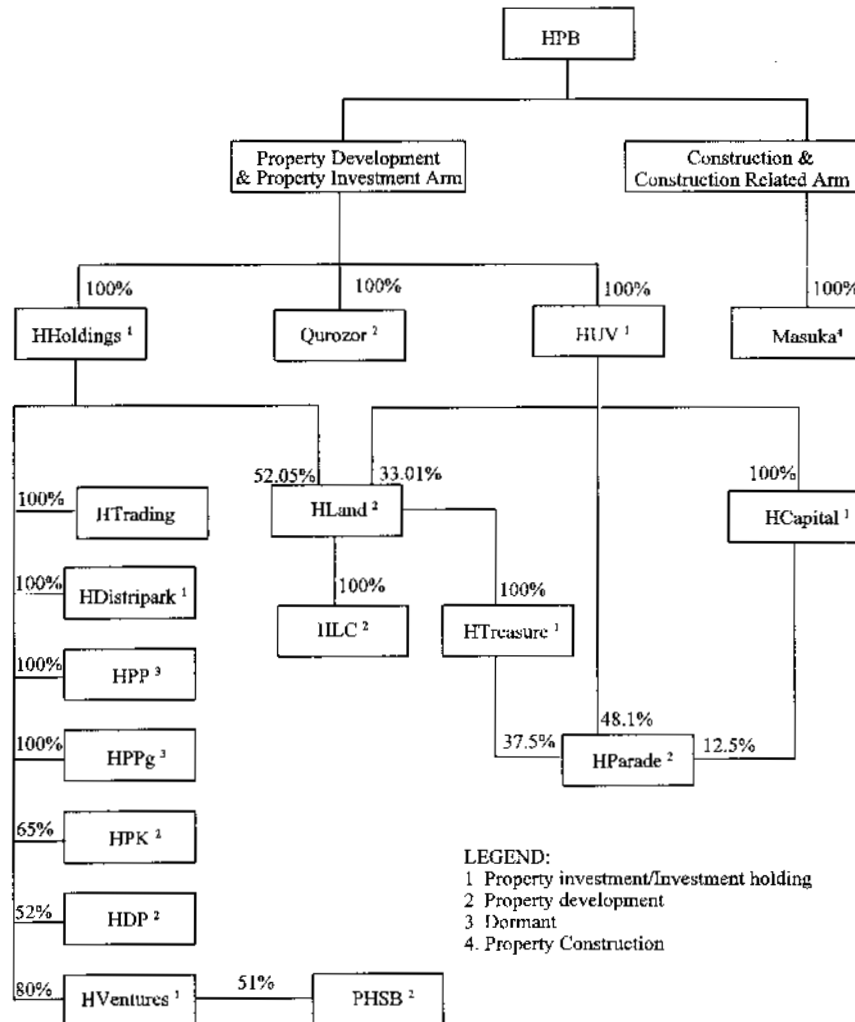 HPB
Property Development
& Property Investment Arm
Construction &
Construction Related Arm
100%
100%
100%
100%
HHoldings ¹
Qurozor ²
HUV ¹
Masuka⁴
52.05%
33.01%
100%
100%
HTrading
HLand ²
HCapital ¹
100%
HDistripark ¹
100%
100%
HLC ²
HTreasure ¹
100%
HPP ³
48.1%
100%
HPPg ³
37.5%
HParade ²
12.5%
65%
HPK ²
52%
HDP ²
80%
HVentures ¹
51%
PHSB ²
LEGEND:
1 Property investment/Investment holding
2 Property development
3 Dormant
4. Property Construction